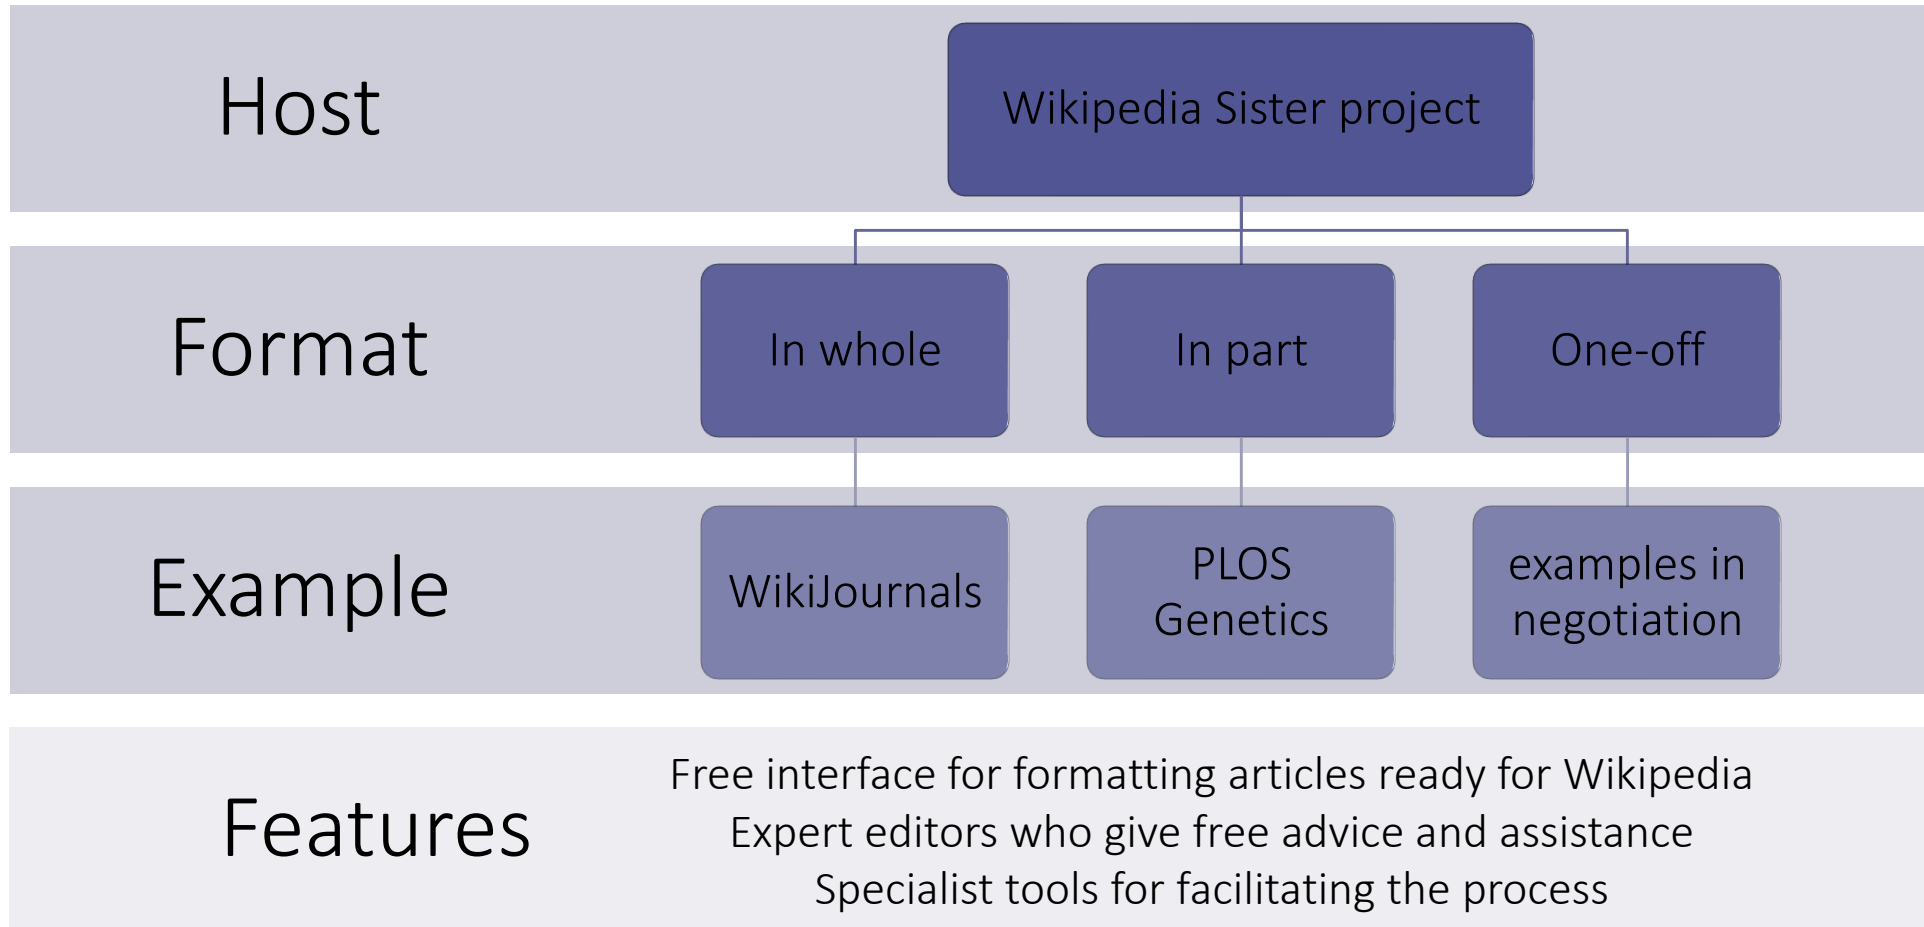 Host
Wikipedia Sister project
Format
In whole
In part
One-off
Example
WikiJournals
PLOS
Genetics
examples in
negotiation
Features
Free interface for formatting articles ready for Wikipedia
Expert editors who give free advice and assistance
Specialist tools for facilitating the process